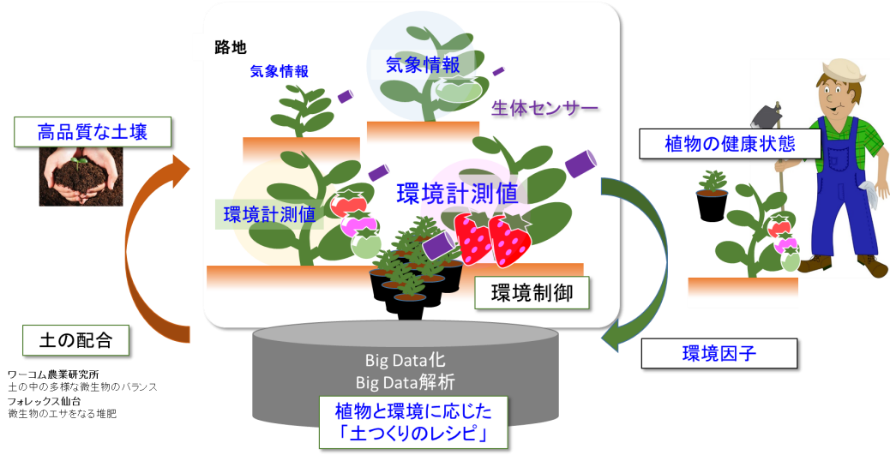 路地
気象情報
気象情報
生体センサー
高品質な土壌
植物の健康状態
環境計測値
環境計測値
環境制御
土の配合
環境因子
ワーコム農業研究所
土の中の多様な微生物のバランス
フォレックス仙台
微生物のエサをなる堆肥
Big Data化
Big Data解析
植物と環境に応じた
「土つくりのレシピ」